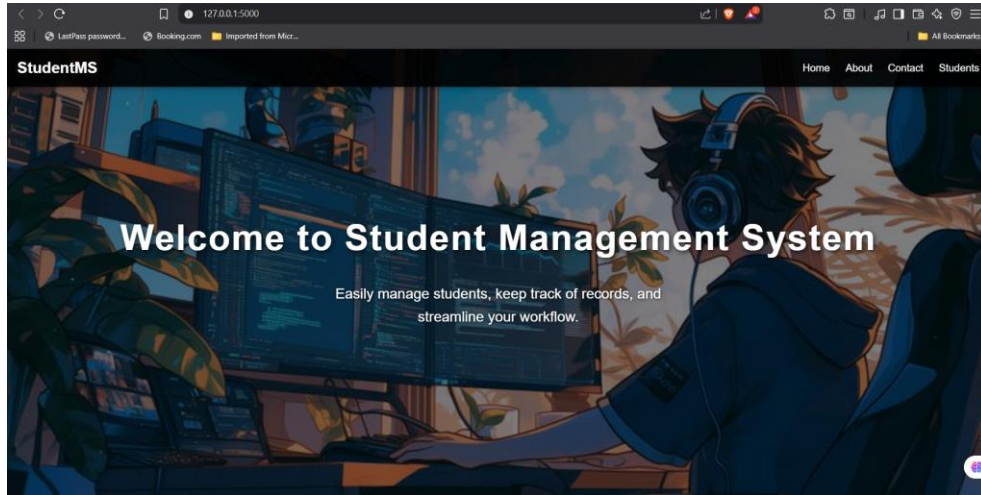 127.0.0.1:5000
LastPass password...
Booking.com
Imported from Micr...
All Bookmarks
StudentMS
Home About Contact Students
Welcome to Student Management System
Easily manage students, keep track of records, and
streamline your workflow.